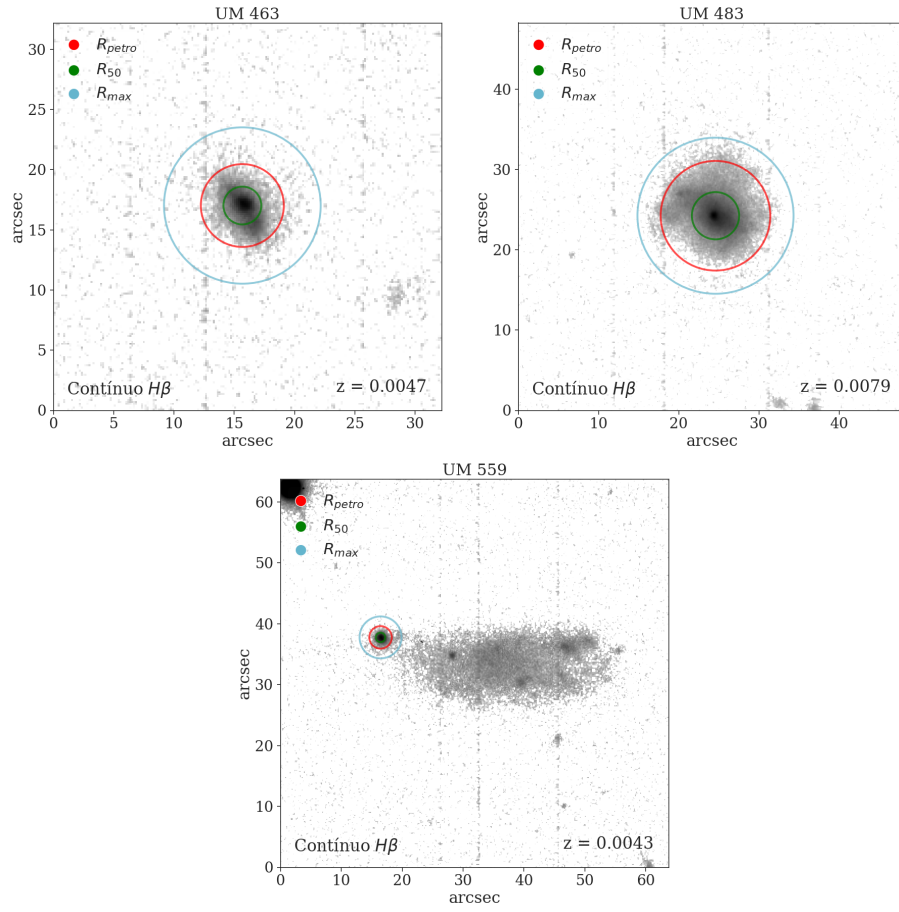 UM 463
R_petro
R_50
R_max
30
25
20
15
10
5
0
arcsec
Contínuo Hβ
z = 0.0047
0 5 10 15 20 25 30
arcsec
UM 483
R_petro
R_50
R_max
40
30
20
10
0
arcsec
Contínuo Hβ
z = 0.0079
0 10 20 30 40
arcsec
UM 559
R_petro
R_50
R_max
60
50
40
30
20
10
0
arcsec
Contínuo Hβ
z = 0.0043
0 10 20 30 40 50 60
arcsec